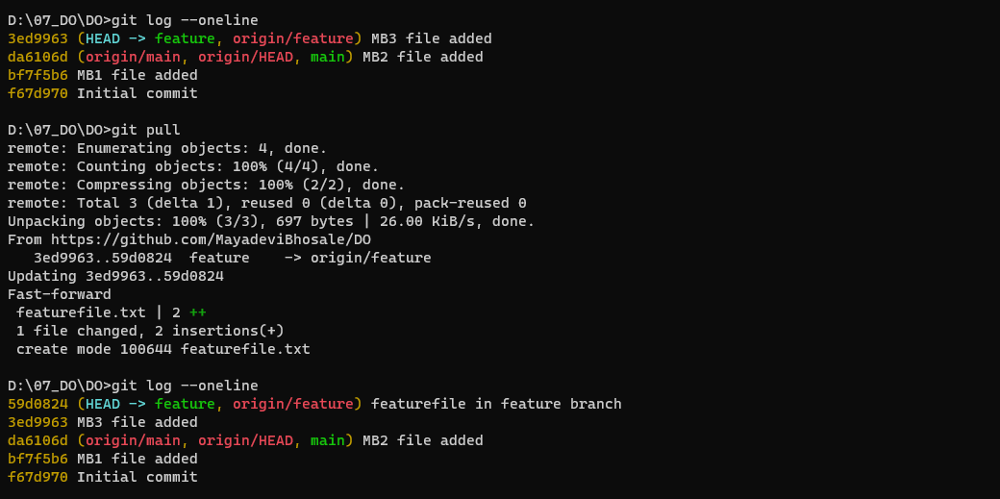 D:\07_DO\DO>git log --oneline
3ed9963 (HEAD -> feature, origin/feature) MB3 file added
da6106d (origin/main, origin/HEAD, main) MB2 file added
bf7f5b6 MB1 file added
f67d970 Initial commit
D:\07_DO\DO>git pull
remote: Enumerating objects: 4, done.
remote: Counting objects: 100% (4/4), done.
remote: Compressing objects: 100% (2/2), done.
remote: Total 3 (delta 1), reused 0 (delta 0), pack-reused 0
Unpacking objects: 100% (3/3), 697 bytes | 26.00 KiB/s, done.
From https://github.com/MayadeviBhosale/DO
   3ed9963..59d0824  feature    -> origin/feature
Updating 3ed9963..59d0824
Fast-forward
 featurefile.txt | 2 ++
 1 file changed, 2 insertions(+)
 create mode 100644 featurefile.txt
D:\07_DO\DO>git log --oneline
59d0824 (HEAD -> feature, origin/feature) featurefile in feature branch
3ed9963 MB3 file added
da6106d (origin/main, origin/HEAD, main) MB2 file added
bf7f5b6 MB1 file added
f67d970 Initial commit